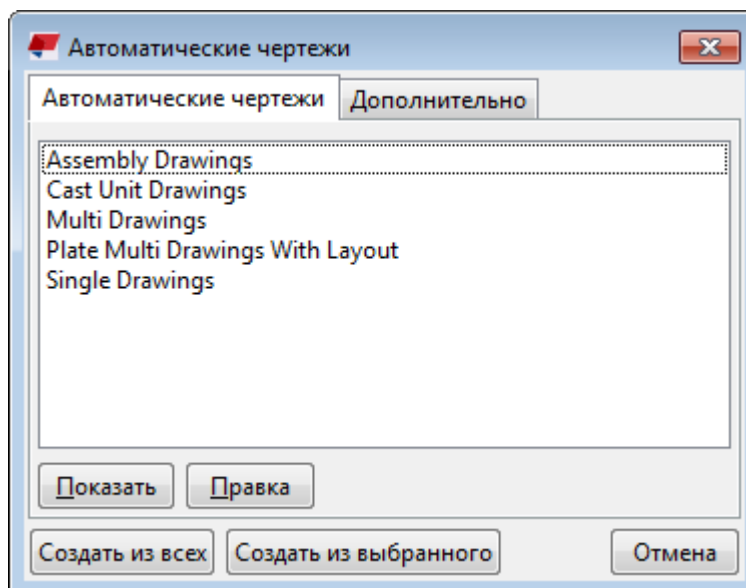 Автоматические чертежи
Автоматические чертежи Дополнительно
Assembly Drawings
Cast Unit Drawings
Multi Drawings
Plate Multi Drawings With Layout
Single Drawings
Показать Правка
Создать из всех Создать из выбранного Отмена